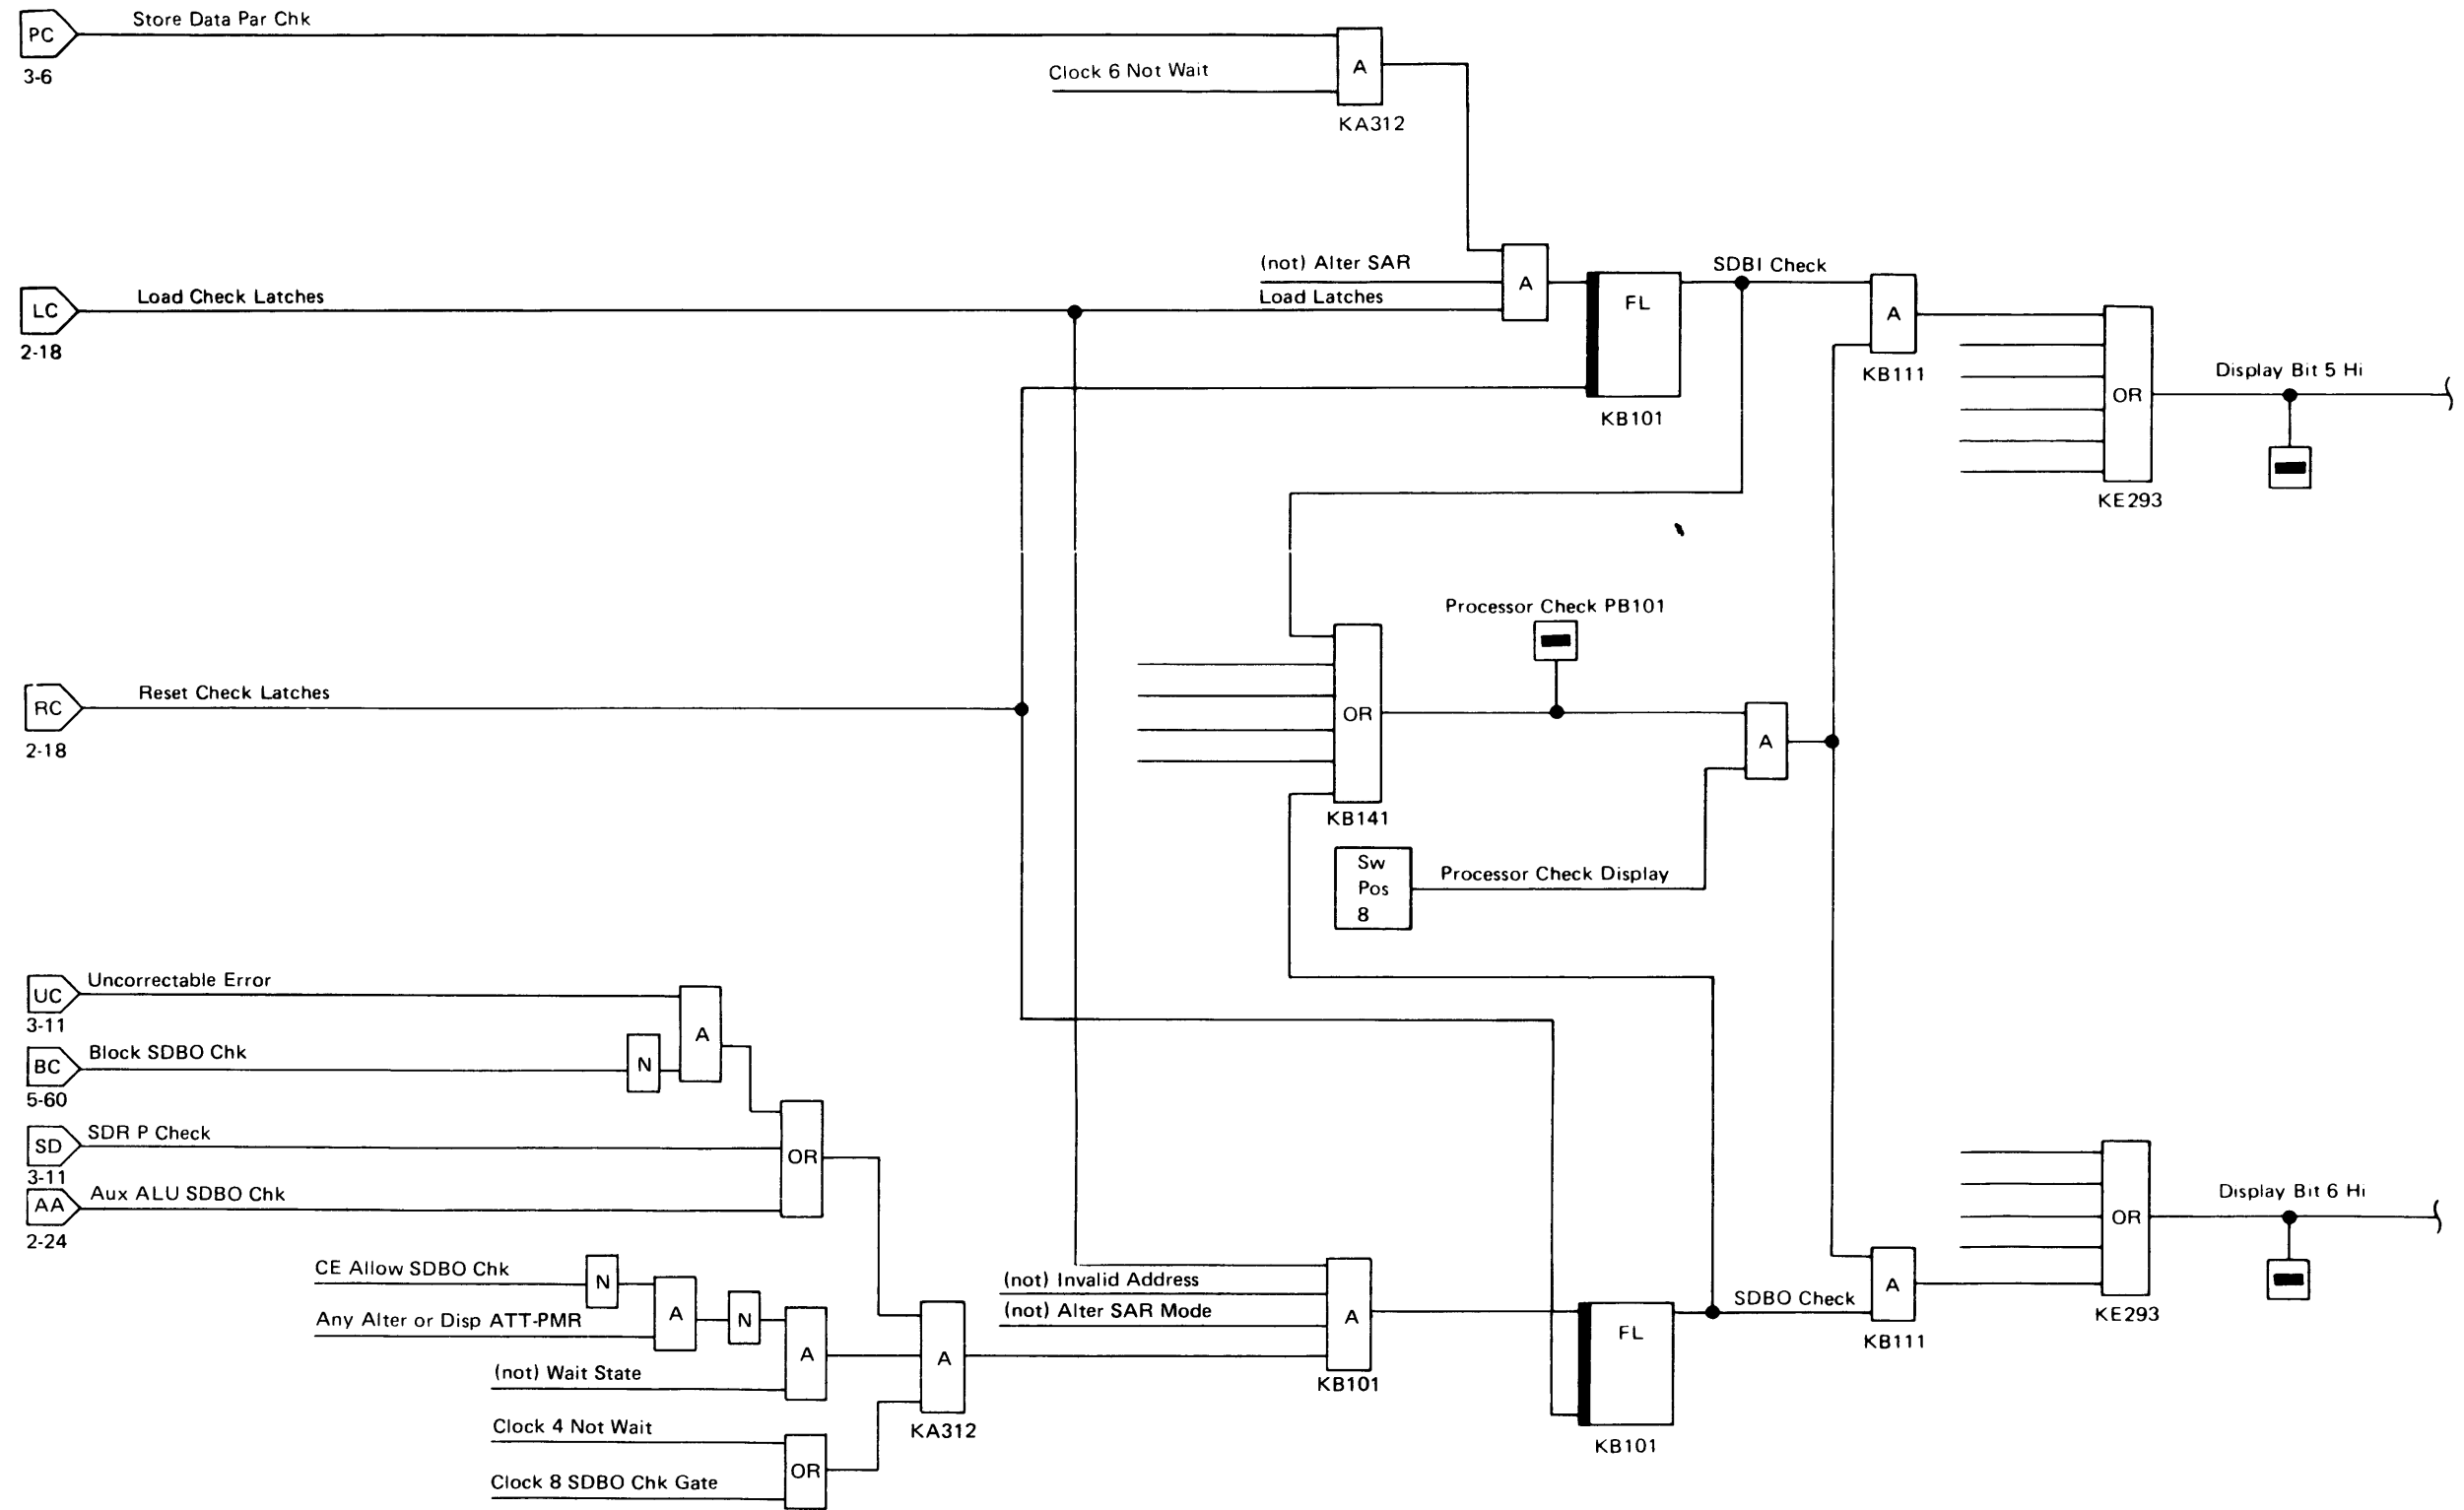 Store Data Par Chk
PC
3-6
Clock 6 Not Wait
A
KA312
(not) Alter SAR
Load Check Latches
Load Latches
LC
2-18
A
FL
KB101
SDBI Check
A
KB111
OR
KE293
Display Bit 5 Hi
Processor Check PB101
Reset Check Latches
RC
2-18
OR
KB141
A
Sw
Pos
8
Processor Check Display
Uncorrectable Error
UC
3-11
A
Block SDBO Chk
BC
5-60
N
SDR P Check
SD
3-11
OR
Aux ALU SDBO Chk
AA
2-24
CE Allow SDBO Chk
N
Any Alter or Disp ATT-PMR
A
N
(not) Wait State
A
Clock 4 Not Wait
Clock 8 SDBO Chk Gate
OR
A
KA312
(not) Invalid Address
(not) Alter SAR Mode
A
KB101
FL
KB101
SDBO Check
A
KB111
OR
KE293
Display Bit 6 Hi